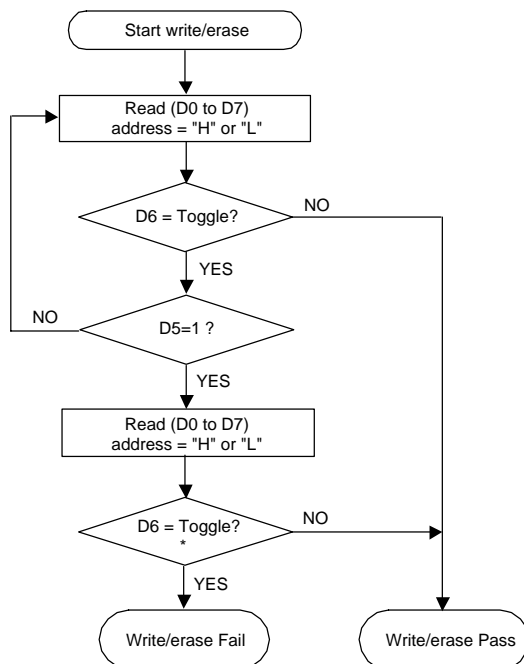 Start write/erase
Read (D0 to D7)
address = "H" or "L"
D6 = Toggle?
NO
YES
NO
D5=1 ?
YES
Read (D0 to D7)
address = "H" or "L"
D6 = Toggle?
*
NO
YES
Write/erase Fail
Write/erase Pass